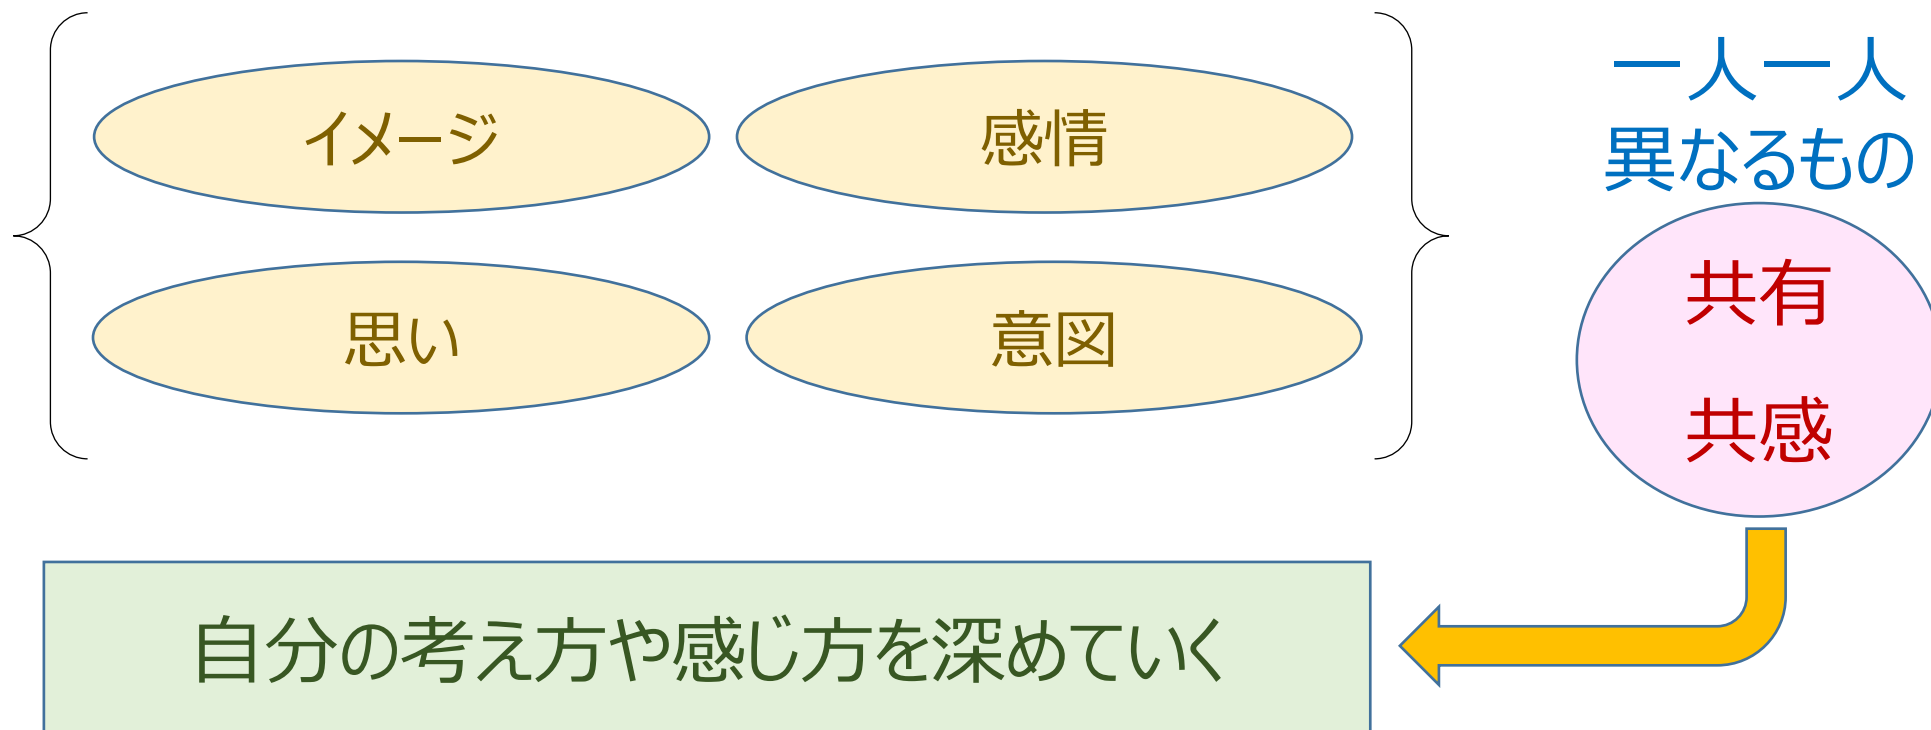 イメージ
感情
思い
意図
一人一人
異なるもの
共有
共感
自分の考え方や感じ方を深めていく